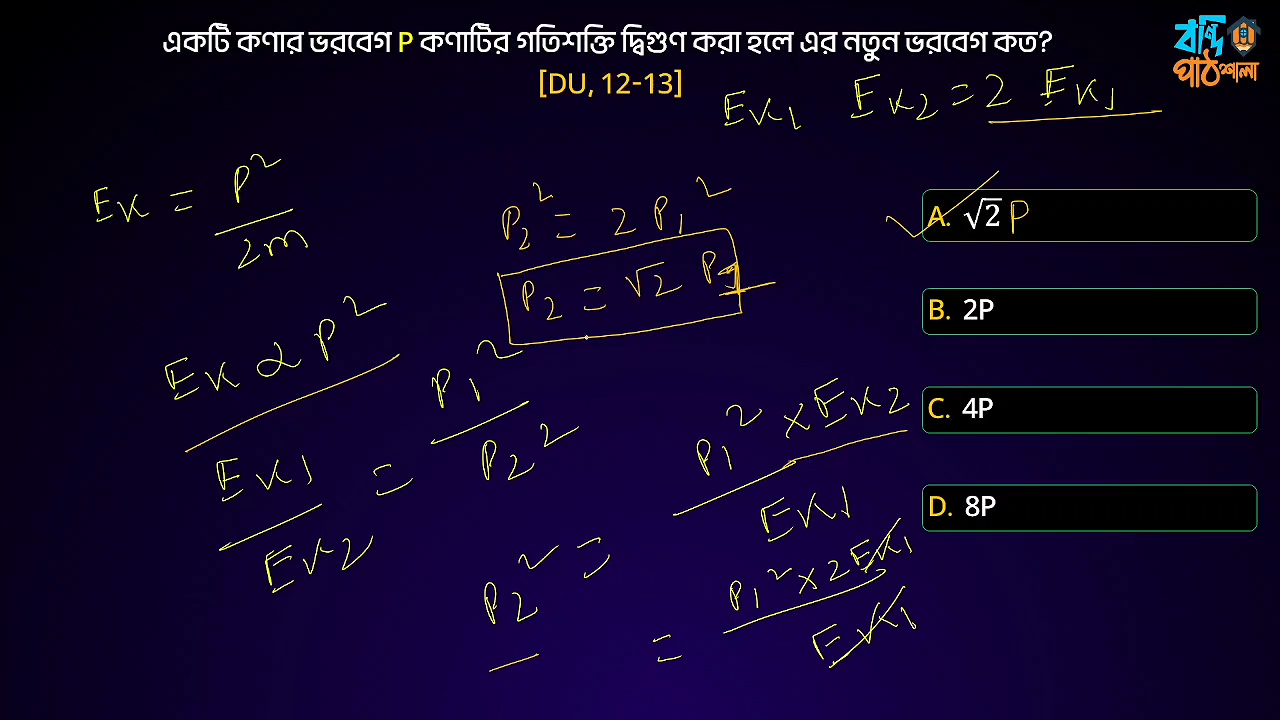 একটি কণার ভরবেগ P কণাটির গতিশক্তি দ্বিগুণ করা হলে এর নতুন ভরবেগ কত?
[DU, 12-13]
বন্দি
পাঠশালা
EK1 EK2 = 2 EK1
EK = P²/2m
P2² = 2 P1²
P2 = √2 P1
EK ∝ P²
EK1/EK2 = P1²/P2²
P2² = P1² × EK2/EK1
= P1² × 2EK1/EK1
A. √2 P
B. 2P
C. 4P
D. 8P